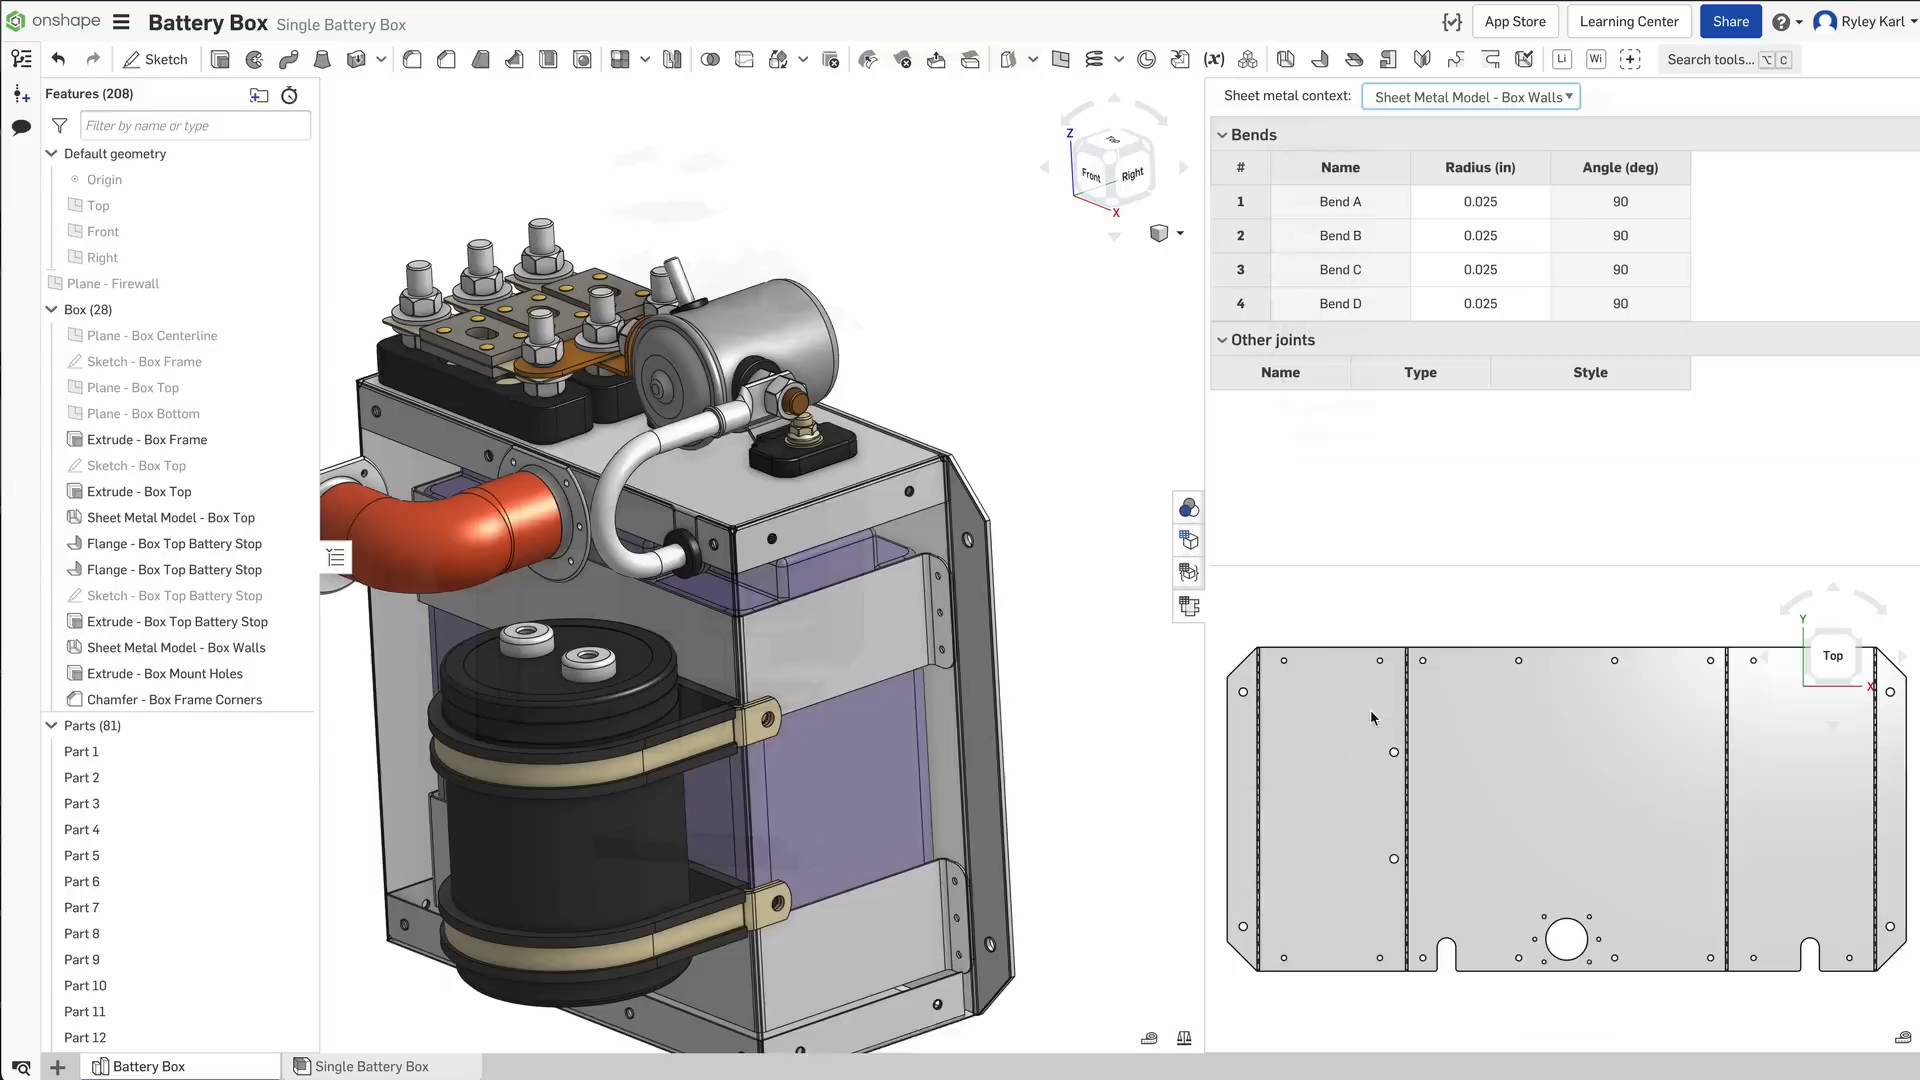 onshape
Battery Box Single Battery Box
App Store
Learning Center
Share
Ryley Karl
Sketch
(x)
Li
Wi
Search tools... ⌥ C
Features (208)
Filter by name or type
Default geometry
Origin
Top
Front
Right
Plane - Firewall
Box (28)
Plane - Box Centerline
Sketch - Box Frame
Plane - Box Top
Plane - Box Bottom
Extrude - Box Frame
Sketch - Box Top
Extrude - Box Top
Sheet Metal Model - Box Top
Flange - Box Top Battery Stop
Flange - Box Top Battery Stop
Sketch - Box Top Battery Stop
Extrude - Box Top Battery Stop
Sheet Metal Model - Box Walls
Extrude - Box Mount Holes
Chamfer - Box Frame Corners
Parts (81)
Part 1
Part 2
Part 3
Part 4
Part 5
Part 6
Part 7
Part 8
Part 9
Part 10
Part 11
Part 12
Z
Top
Front
Right
X
Sheet metal context: Sheet Metal Model - Box Walls
Bends
# Name Radius (in) Angle (deg)
1 Bend A 0.025 90
2 Bend B 0.025 90
3 Bend C 0.025 90
4 Bend D 0.025 90
Other joints
Name Type Style
Y
Top
X
Battery Box
Single Battery Box